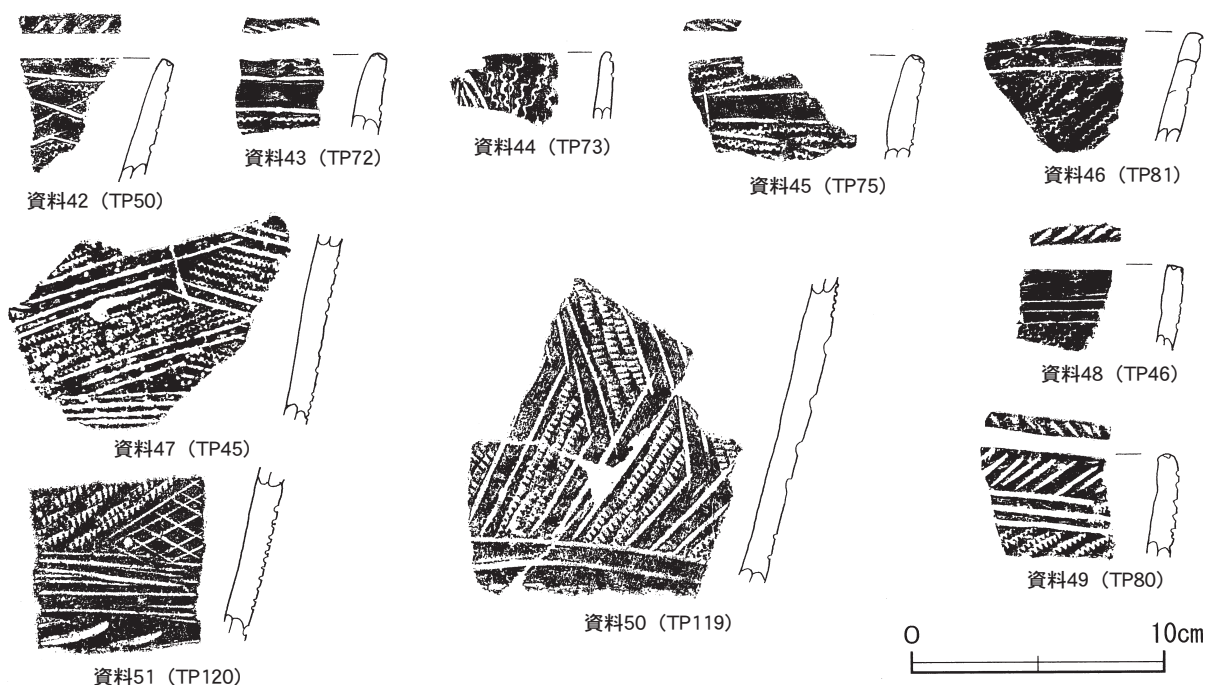 資料42（TP50）
資料43（TP72）
資料44（TP73）
資料45（TP75）
資料46（TP81）
資料47（TP45）
資料48（TP46）
資料49（TP80）
資料50（TP119）
資料51（TP120）
0 10cm